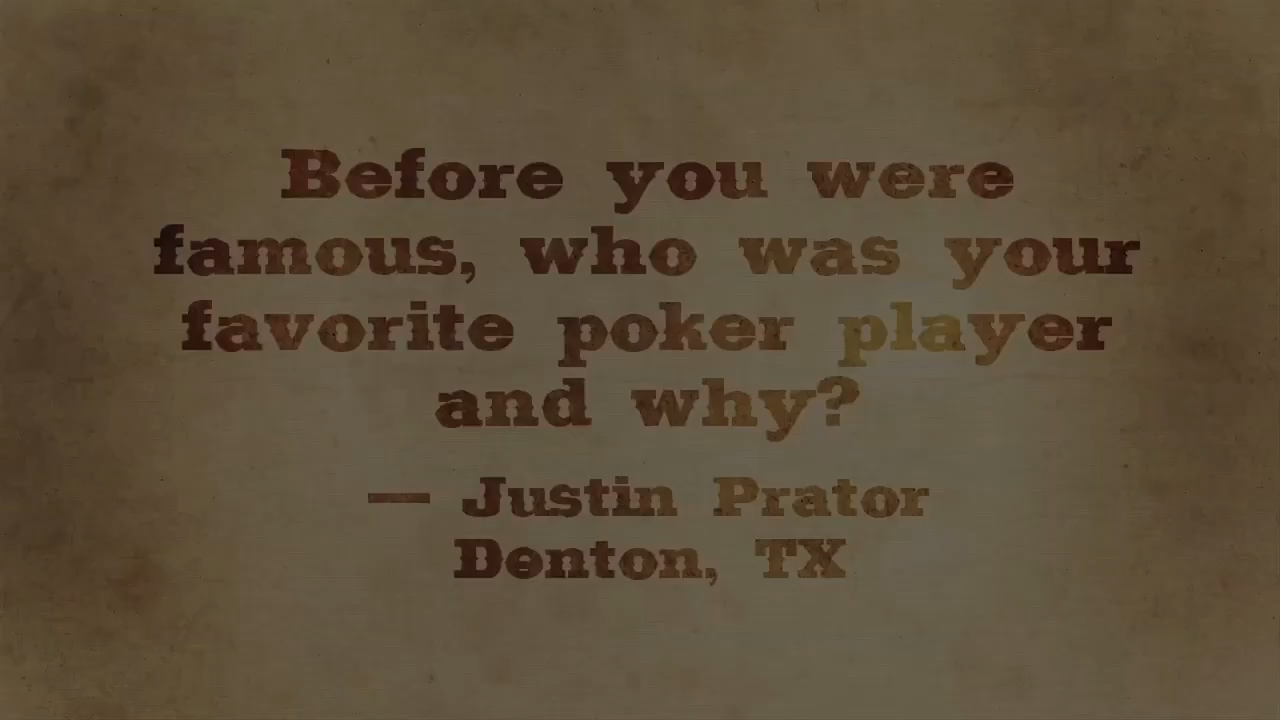 Before you were
famous, who was your
favorite poker player
and why?
— Justin Prator
Denton, TX